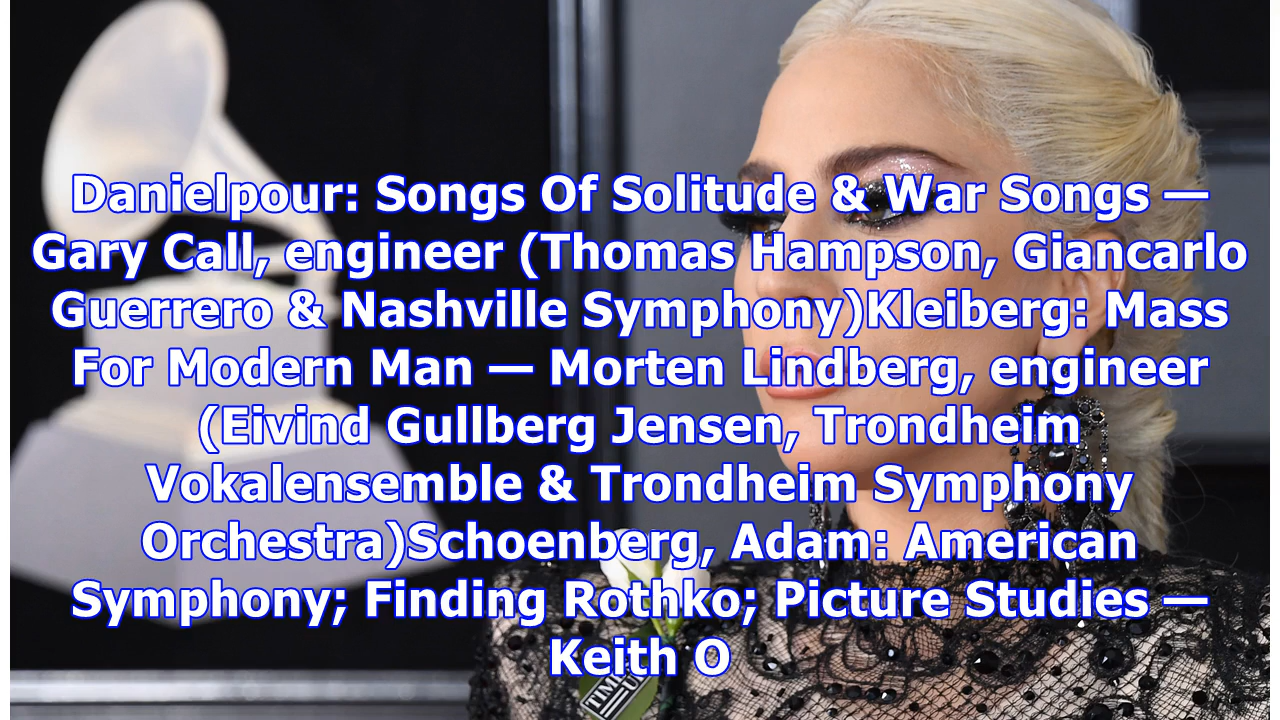 Danielpour: Songs Of Solitude & War Songs —
Gary Call, engineer (Thomas Hampson, Giancarlo
Guerrero & Nashville Symphony)Kleiberg: Mass
For Modern Man — Morten Lindberg, engineer
(Eivind Gullberg Jensen, Trondheim
Vokalensemble & Trondheim Symphony
Orchestra)Schoenberg, Adam: American
Symphony; Finding Rothko; Picture Studies —
Keith O
TIME'S
UP